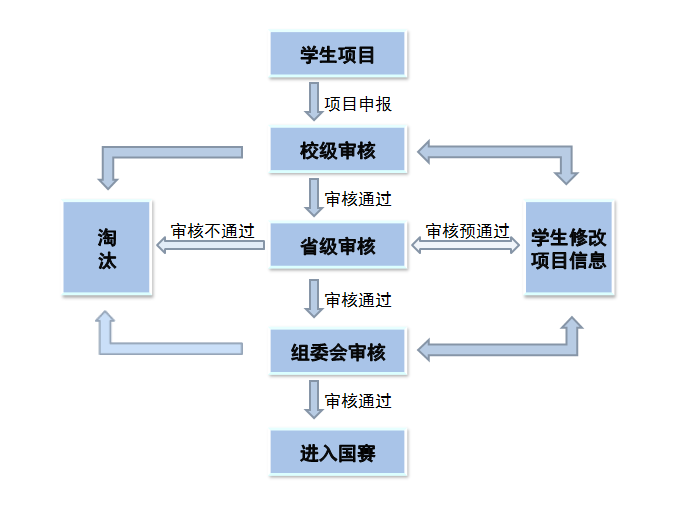 学生项目
项目申报
校级审核
审核通过
审核不通过
审核预通过
淘
汰
省级审核
学生修改
项目信息
审核通过
组委会审核
审核通过
进入国赛